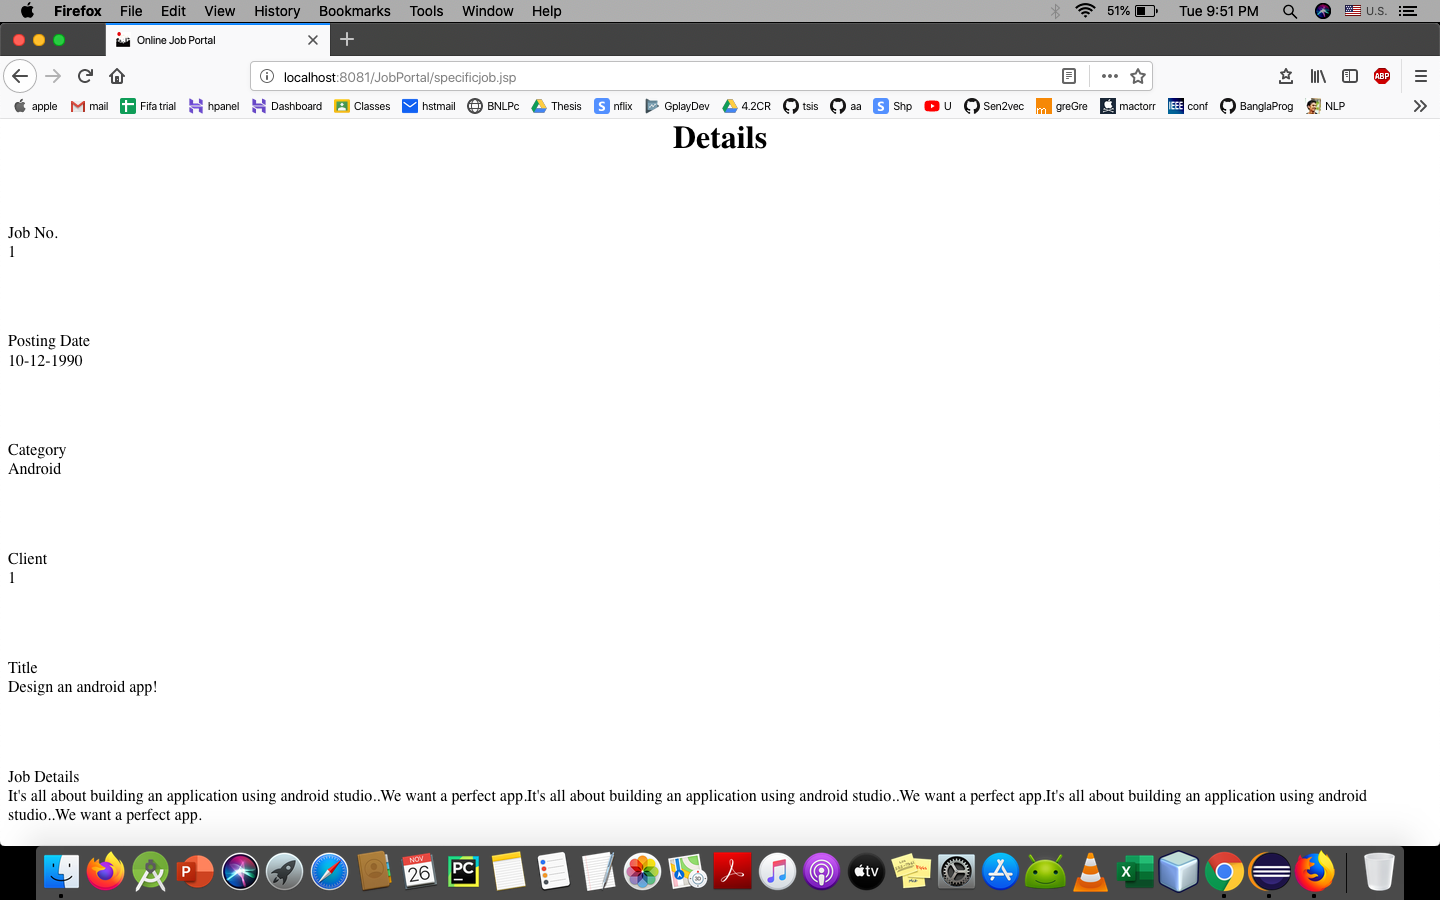 Firefox File Edit View History Bookmarks Tools Window Help 51% Tue 9:51 PM U.S.
Online Job Portal
localhost:8081/JobPortal/specificjob.jsp ABP
apple mail Fifa trial hpanel Dashboard Classes hstmail BNLPc Thesis nflix GplayDev 4.2CR tsis aa Shp U Sen2vec greGre mactorr conf BanglaProg NLP
Details
Job No.
1
Posting Date
10-12-1990
Category
Android
Client
1
Title
Design an android app!
Job Details
It's all about building an application using android studio..We want a perfect app.It's all about building an application using android studio..We want a perfect app.It's all about building an application using android
studio..We want a perfect app.
NOV
26
PC
tv